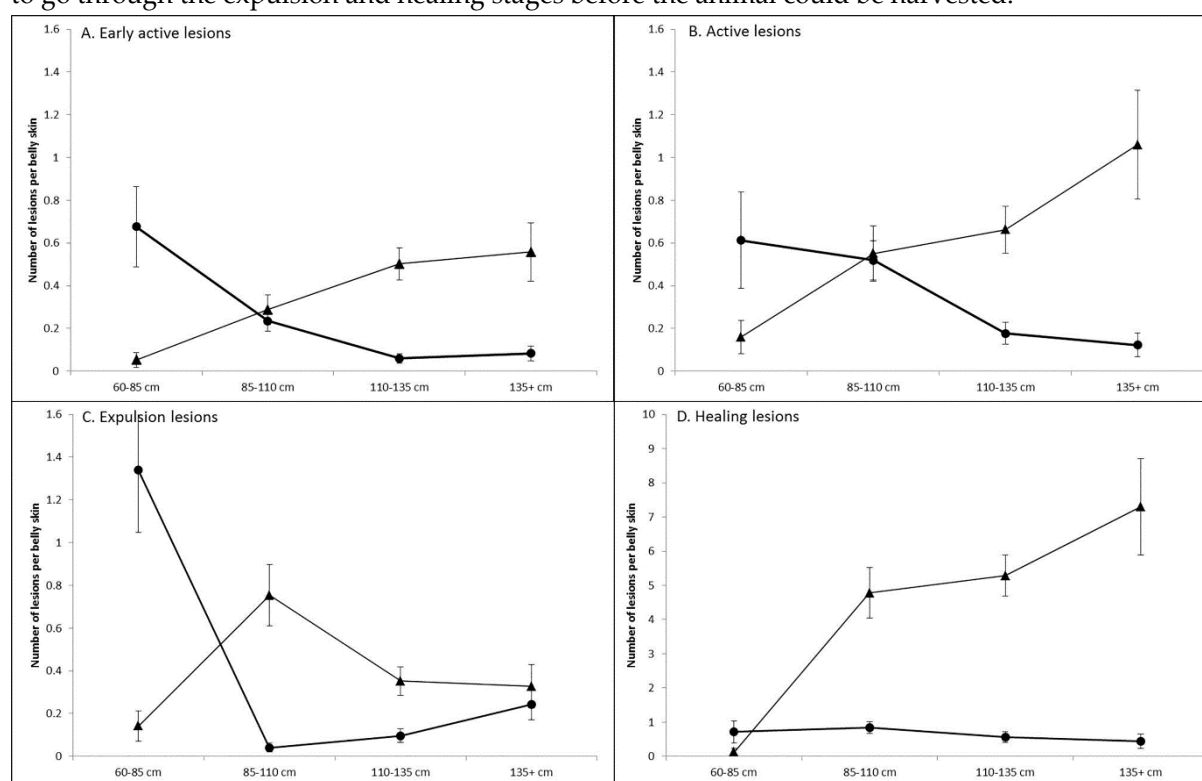 to go through the expulsion and healing stages before the animal could be harvested.
A. Early active lesions
Number of lesions per belly skin
1.6
1.4
1.2
1
0.8
0.6
0.4
0.2
0
60-85 cm 85-110 cm 110-135 cm 135+ cm
B. Active lesions
Number of lesions per belly skin
1.6
1.4
1.2
1
0.8
0.6
0.4
0.2
0
60-85 cm 85-110 cm 110-135 cm 135+ cm
C. Expulsion lesions
Number of lesions per belly skin
1.6
1.4
1.2
1
0.8
0.6
0.4
0.2
0
60-85 cm 85-110 cm 110-135 cm 135+ cm
D. Healing lesions
Number of lesions per belly skin
10
9
8
7
6
5
4
3
2
1
0
60-85 cm 85-110 cm 110-135 cm 135+ cm